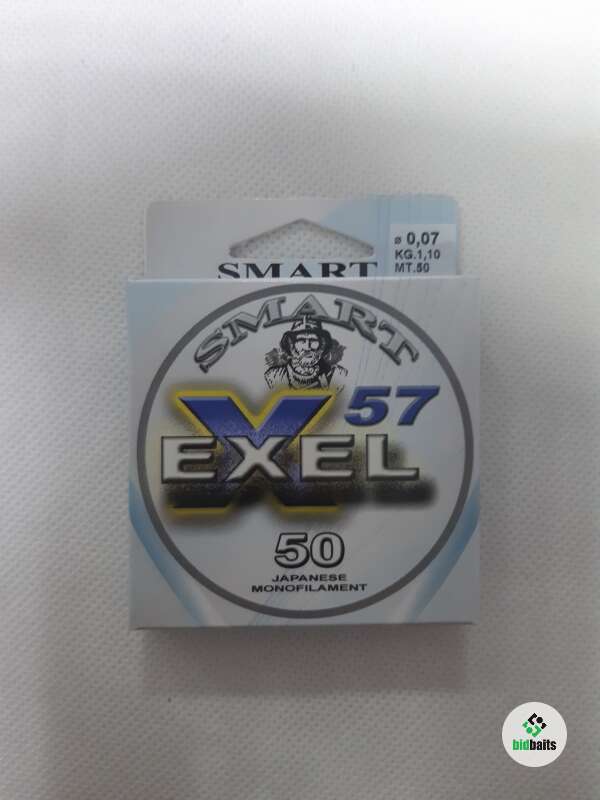 ø 0,07
KG.1,10
MT.50
SMART
SMART
57
EXEL
50
JAPANESE
MONOFILAMENT
bidbaits